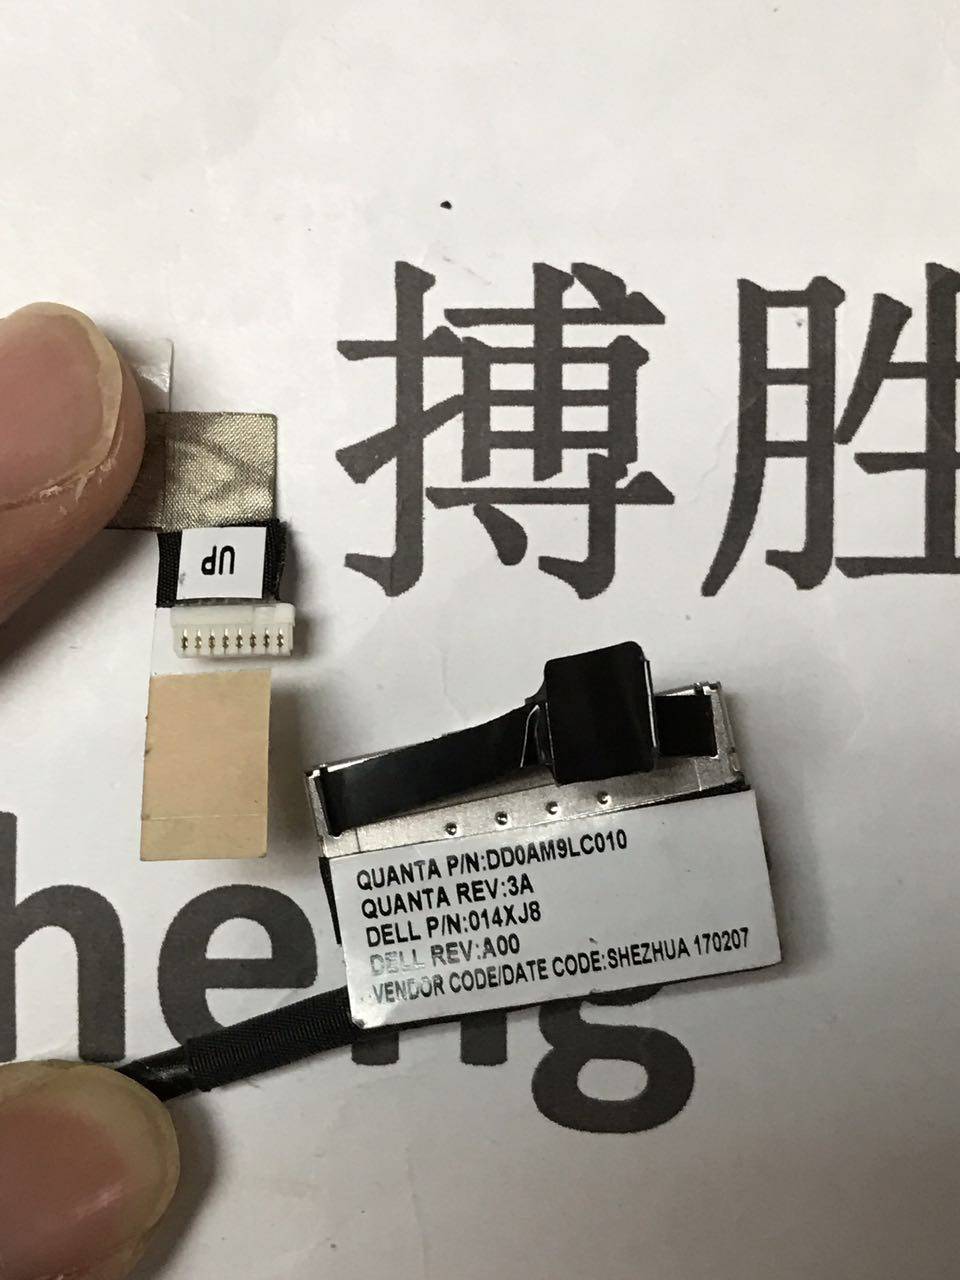 搏胜
UP
heng
QUANTA P/N:DD0AM9LC010
QUANTA REV:3A
DELL P/N:014XJ8
DELL REV:A00
VENDOR CODE/DATE CODE:SHEZHUA 170207